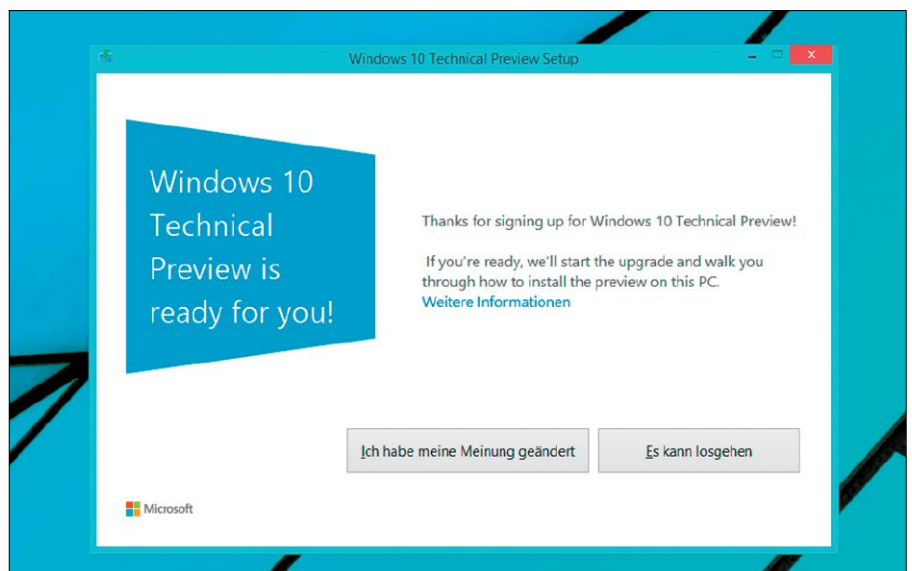 Windows 10 Technical Preview Setup
Windows 10
Technical
Preview is
ready for you!
Thanks for signing up for Windows 10 Technical Preview!
If you're ready, we'll start the upgrade and walk you
through how to install the preview on this PC.
Weitere Informationen
Ich habe meine Meinung geändert
Es kann losgehen
Microsoft